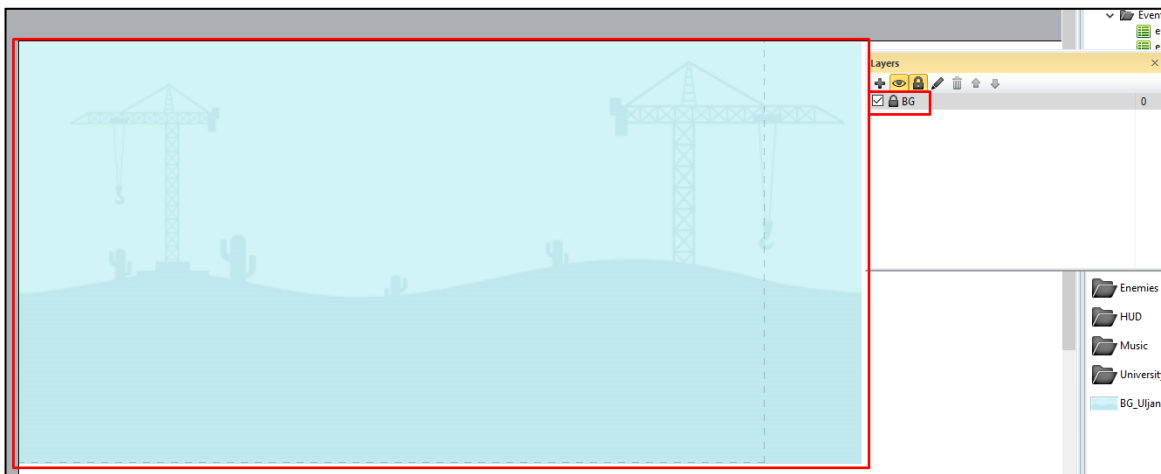 Event
e
e
Layers
BG
0
Enemies
HUD
Music
Universit
BG_Uljan